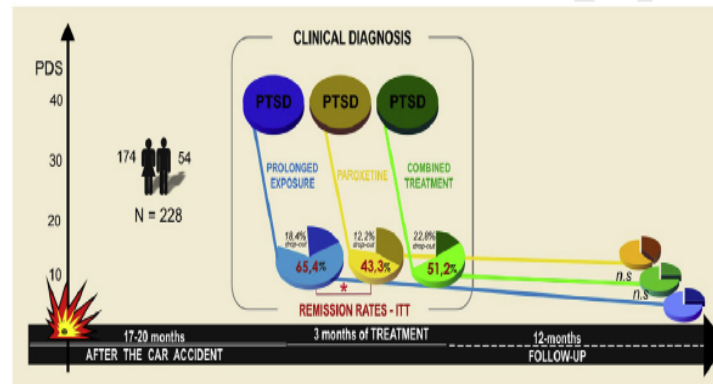 CLINICAL DIAGNOSIS
PDS
40
30
20
10
174
54
N = 228
PTSD
PTSD
PTSD
PROLONGED
EXPOSURE
PAROXETINE
COMBINED
TREATMENT
18,4%
drop-out
12,2%
drop-out
22,8%
drop-out
65,4%
43,3%
51,2%
*
REMISSION RATES - ITT
n.s
n.s
17-20 months
AFTER THE CAR ACCIDENT
3 months of TREATMENT
12-months
FOLLOW-UP